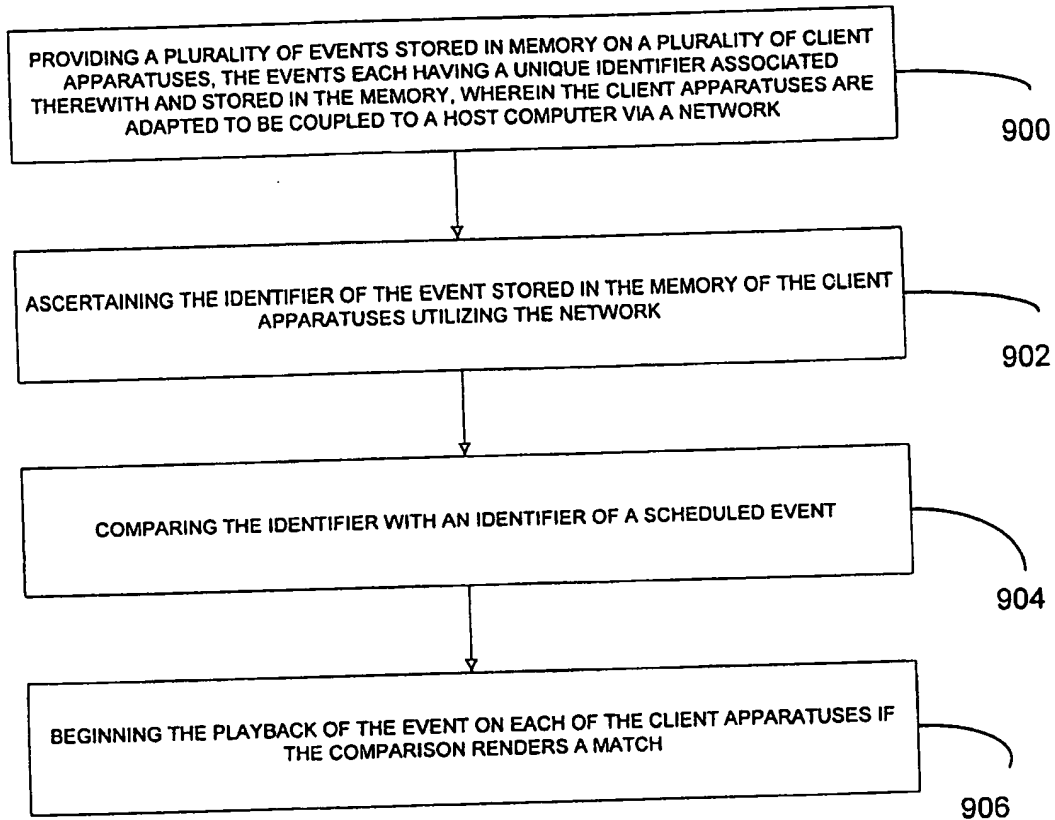 PROVIDING A PLURALITY OF EVENTS STORED IN MEMORY ON A PLURALITY OF CLIENT
APPARATUSES, THE EVENTS EACH HAVING A UNIQUE IDENTIFIER ASSOCIATED
THEREWITH AND STORED IN THE MEMORY, WHEREIN THE CLIENT APPARATUSES ARE
ADAPTED TO BE COUPLED TO A HOST COMPUTER VIA A NETWORK
900
ASCERTAINING THE IDENTIFIER OF THE EVENT STORED IN THE MEMORY OF THE CLIENT
APPARATUSES UTILIZING THE NETWORK
902
COMPARING THE IDENTIFIER WITH AN IDENTIFIER OF A SCHEDULED EVENT
904
BEGINNING THE PLAYBACK OF THE EVENT ON EACH OF THE CLIENT APPARATUSES IF
THE COMPARISON RENDERS A MATCH
906